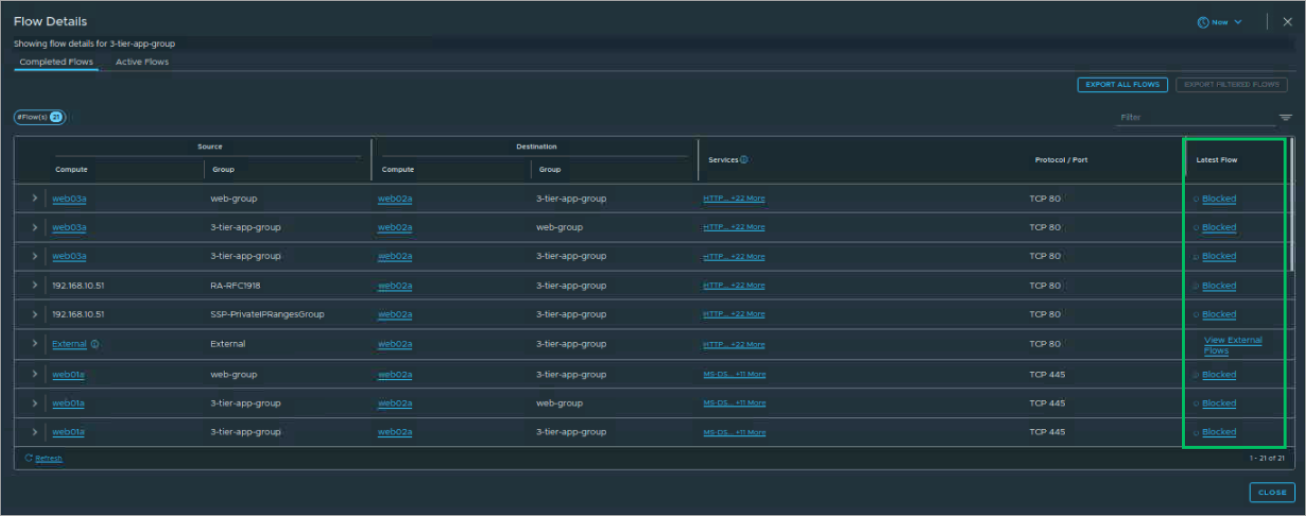 Flow Details
Now
Showing flow details for 3-tier-app-group
Completed Flows Active Flows
EXPORT ALL FLOWS EXPORT FILTERED FLOWS
#Flow(s) 21
Filter
Source Destination
Services Protocol / Port Latest Flow
Compute Group Compute Group
web03a web-group web02a 3-tier-app-group HTTP... +22 More TCP 80 Blocked
web03a 3-tier-app-group web02a web-group HTTP... +22 More TCP 80 Blocked
web03a 3-tier-app-group web02a 3-tier-app-group HTTP... +22 More TCP 80 Blocked
192.168.10.51 RA-RFC1918 web02a 3-tier-app-group HTTP... +22 More TCP 80 Blocked
192.168.10.51 SSP-PrivateIPRangesGroup web02a 3-tier-app-group HTTP... +22 More TCP 80 Blocked
External External web02a 3-tier-app-group HTTP... +22 More TCP 80 View External
Flows
web01a web-group web02a 3-tier-app-group MS-DS... +11 More TCP 445 Blocked
web01a 3-tier-app-group web02a web-group MS-DS... +11 More TCP 445 Blocked
web01a 3-tier-app-group web02a 3-tier-app-group MS-DS... +11 More TCP 445 Blocked
Refresh 1 - 21 of 21
CLOSE